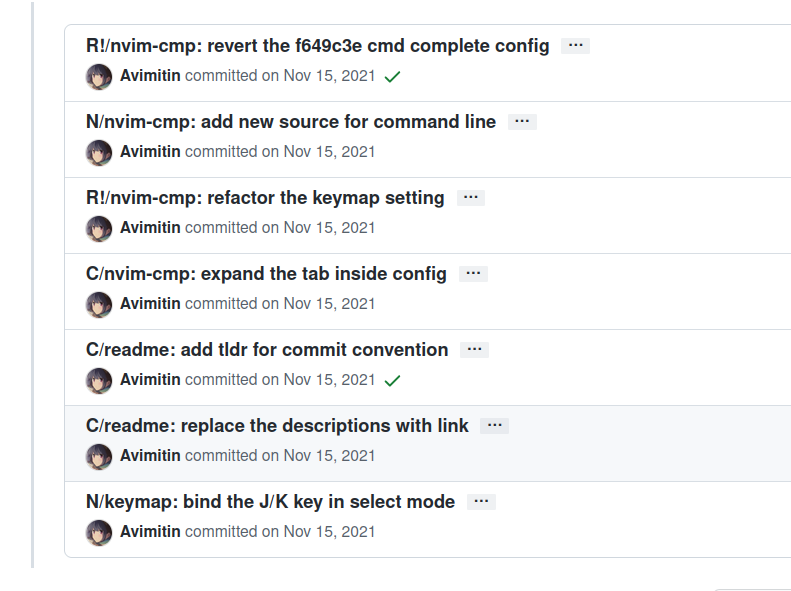 R!/nvim-cmp: revert the f649c3e cmd complete config ...
Avimitin committed on Nov 15, 2021
N/nvim-cmp: add new source for command line ...
Avimitin committed on Nov 15, 2021
R!/nvim-cmp: refactor the keymap setting ...
Avimitin committed on Nov 15, 2021
C/nvim-cmp: expand the tab inside config ...
Avimitin committed on Nov 15, 2021
C/readme: add tldr for commit convention ...
Avimitin committed on Nov 15, 2021
C/readme: replace the descriptions with link ...
Avimitin committed on Nov 15, 2021
N/keymap: bind the J/K key in select mode ...
Avimitin committed on Nov 15, 2021